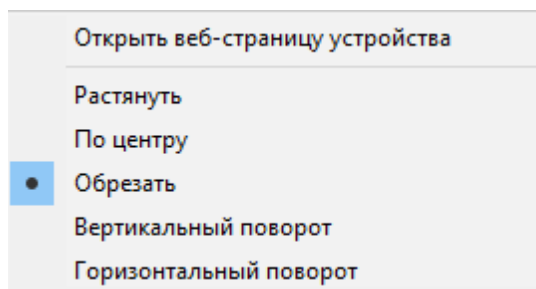 Открыть веб-страницу устройства
Растянуть
По центру
Обрезать
Вертикальный поворот
Горизонтальный поворот